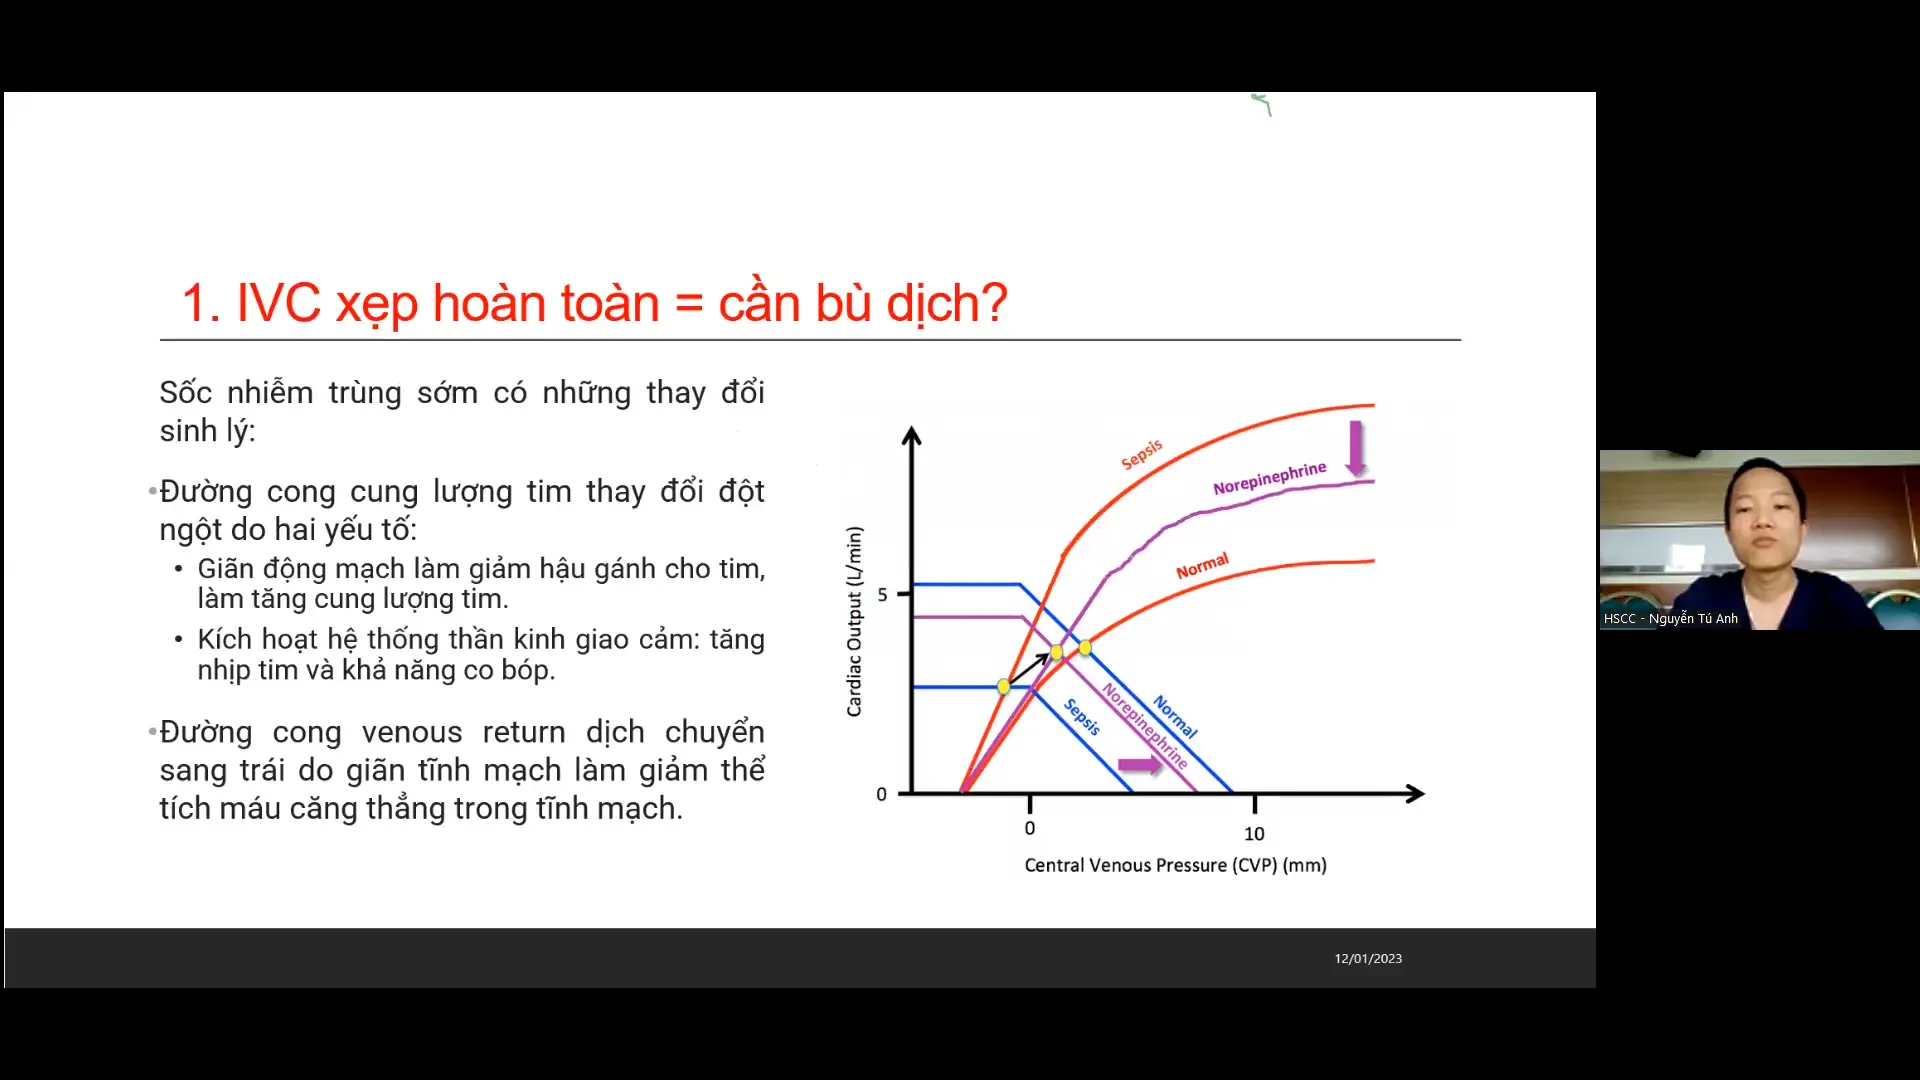 1. IVC xẹp hoàn toàn = cần bù dịch?
Sốc nhiễm trùng sớm có những thay đổi
sinh lý:
•Đường cong cung lượng tim thay đổi đột
ngột do hai yếu tố:
• Giãn động mạch làm giảm hậu gánh cho tim,
làm tăng cung lượng tim.
• Kích hoạt hệ thống thần kinh giao cảm: tăng
nhịp tim và khả năng co bóp.
•Đường cong venous return dịch chuyển
sang trái do giãn tĩnh mạch làm giảm thể
tích máu căng thẳng trong tĩnh mạch.
Cardiac Output (L/min)
5
0
Sepsis
Norepinephrine
Normal
Sepsis
Norepinephrine
Normal
0
10
Central Venous Pressure (CVP) (mm)
12/01/2023
HSCC - Nguyễn Tú Anh